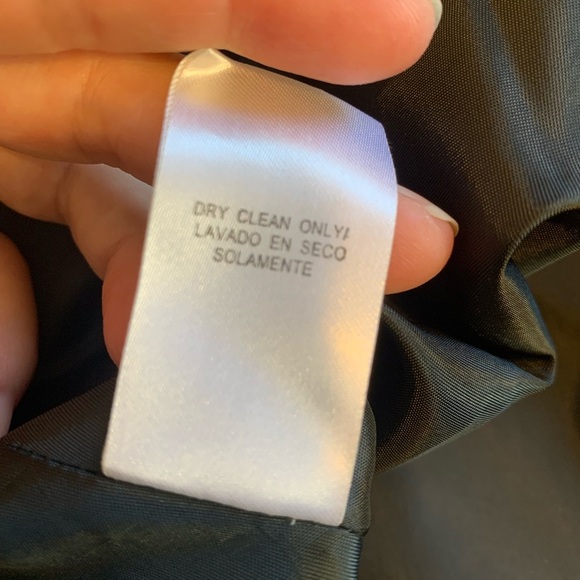 DRY CLEAN ONLY/
LAVADO EN SECO
SOLAMENTE